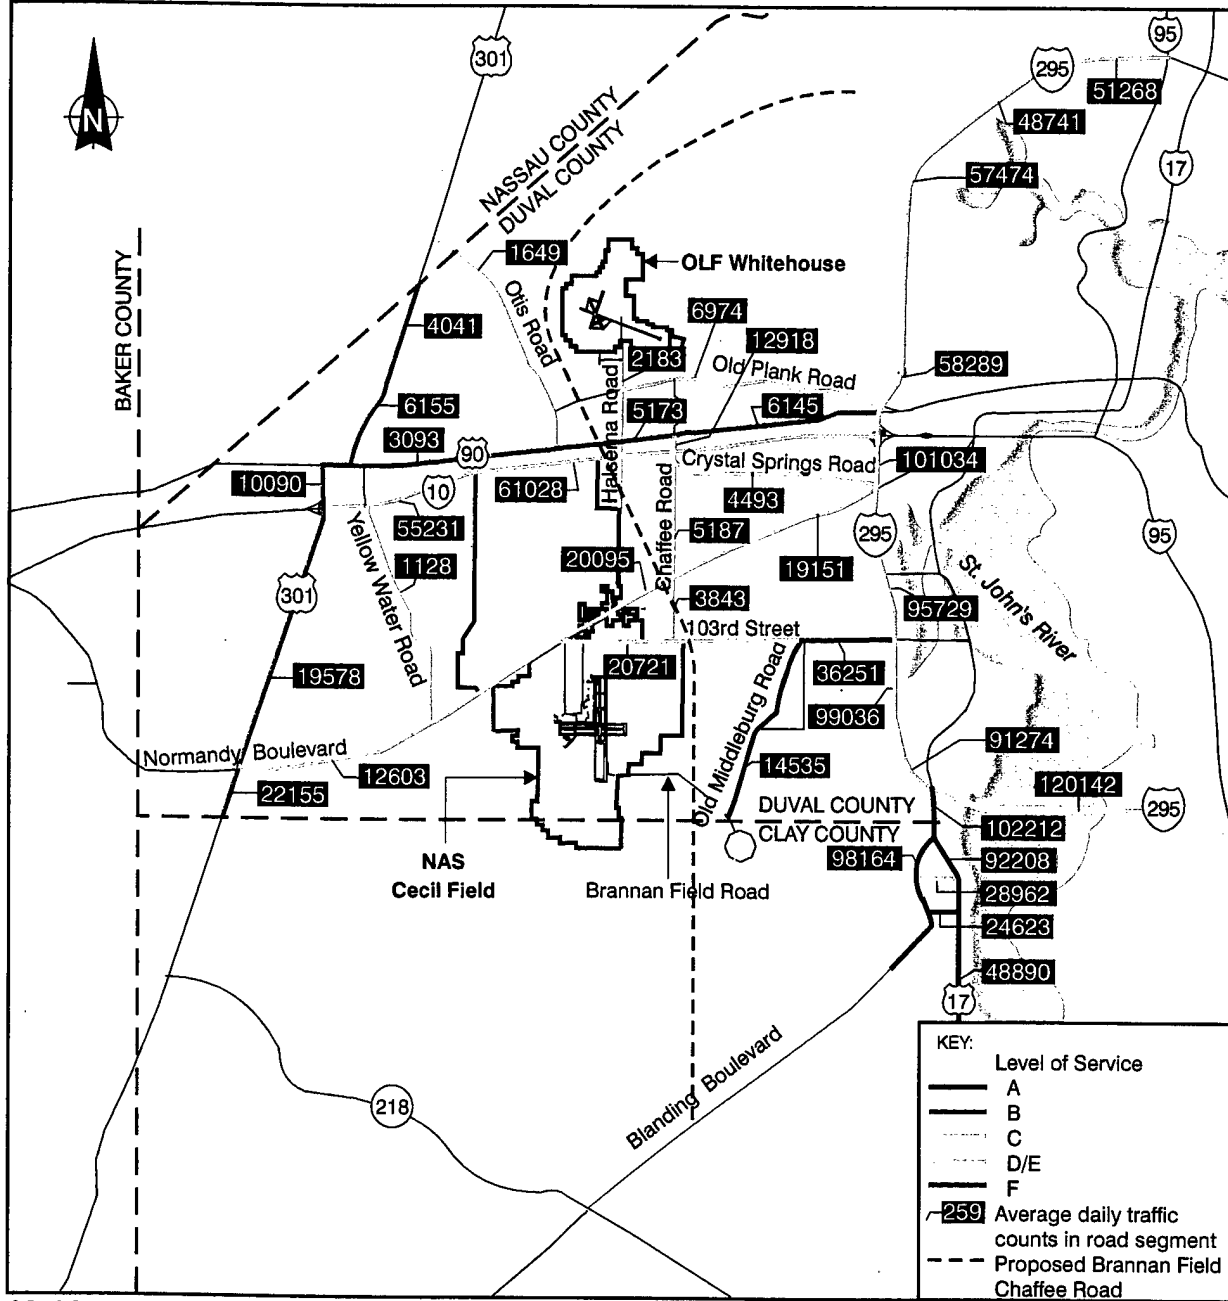 301
95
295
51268
48741
N
17
57474
NASSAU COUNTY
DUVAL COUNTY
BAKER COUNTY
1649
OLF Whitehouse
Otis Road
6974
4041
12918
2183
Old Plank Road
58289
Halsema Road
6155
5173
6145
3093
90
Crystal Springs Road
101034
10090
10
61028
4493
55231
Chaffee Road
5187
295
95
Yellow Water Road
20095
19151
1128
St. John's River
301
3843
95729
103rd Street
20721
36251
19578
Old Middleburg Road
99036
Normandy Boulevard
91274
12603
14535
120142
22155
DUVAL COUNTY
295
CLAY COUNTY
102212
NAS
Cecil Field
98164
92208
Brannan Field Road
28962
24623
48890
17
218
Blanding Boulevard
KEY:
Level of Service
A
B
C
D/E
F
259 Average daily traffic
counts in road segment
Proposed Brannan Field
Chaffee Road